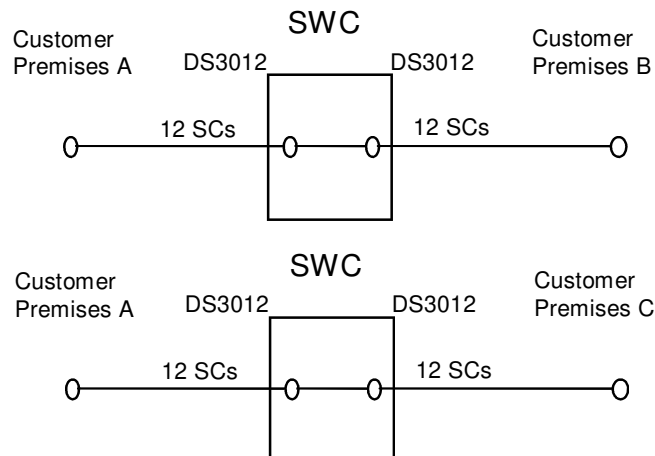 SWC
Customer
Premises A
DS3012
DS3012
Customer
Premises B
12 SCs
12 SCs
SWC
Customer
Premises A
DS3012
DS3012
Customer
Premises C
12 SCs
12 SCs